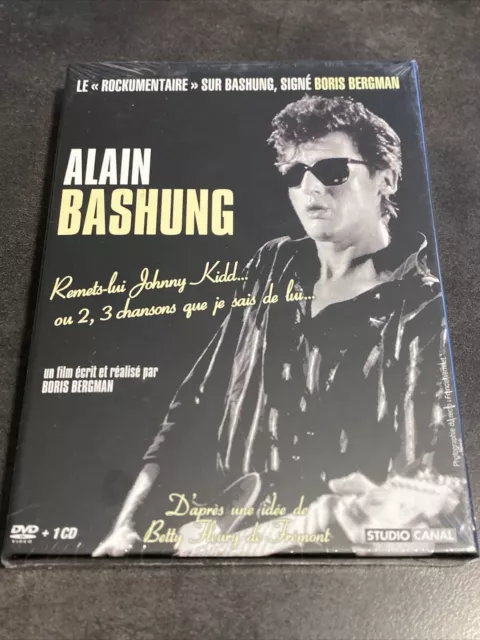 LE « ROCKUMENTAIRE » SUR BASHUNG, SIGNÉ BORIS BERGMAN
ALAIN
BASHUNG
Remets-lui Johnny Kidd...
ou 2, 3 chansons que je sais de lui...
un film écrit et réalisé par
BORIS BERGMAN
D'après une idée de
Betty Fleury de Fremont
DVD
VIDEO
+ 1 CD
STUDIO CANAL
Photographie